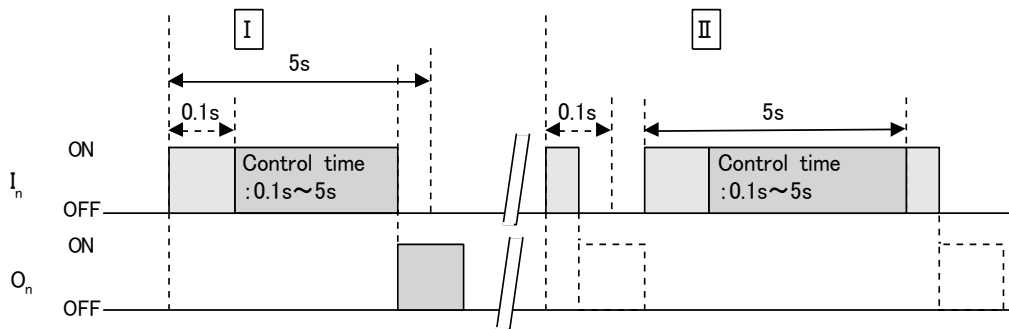 Ⅰ
Ⅱ
5s
0.1s
0.1s
5s
ON
Control time
:0.1s～5s
Control time
:0.1s～5s
In
OFF
ON
On
OFF